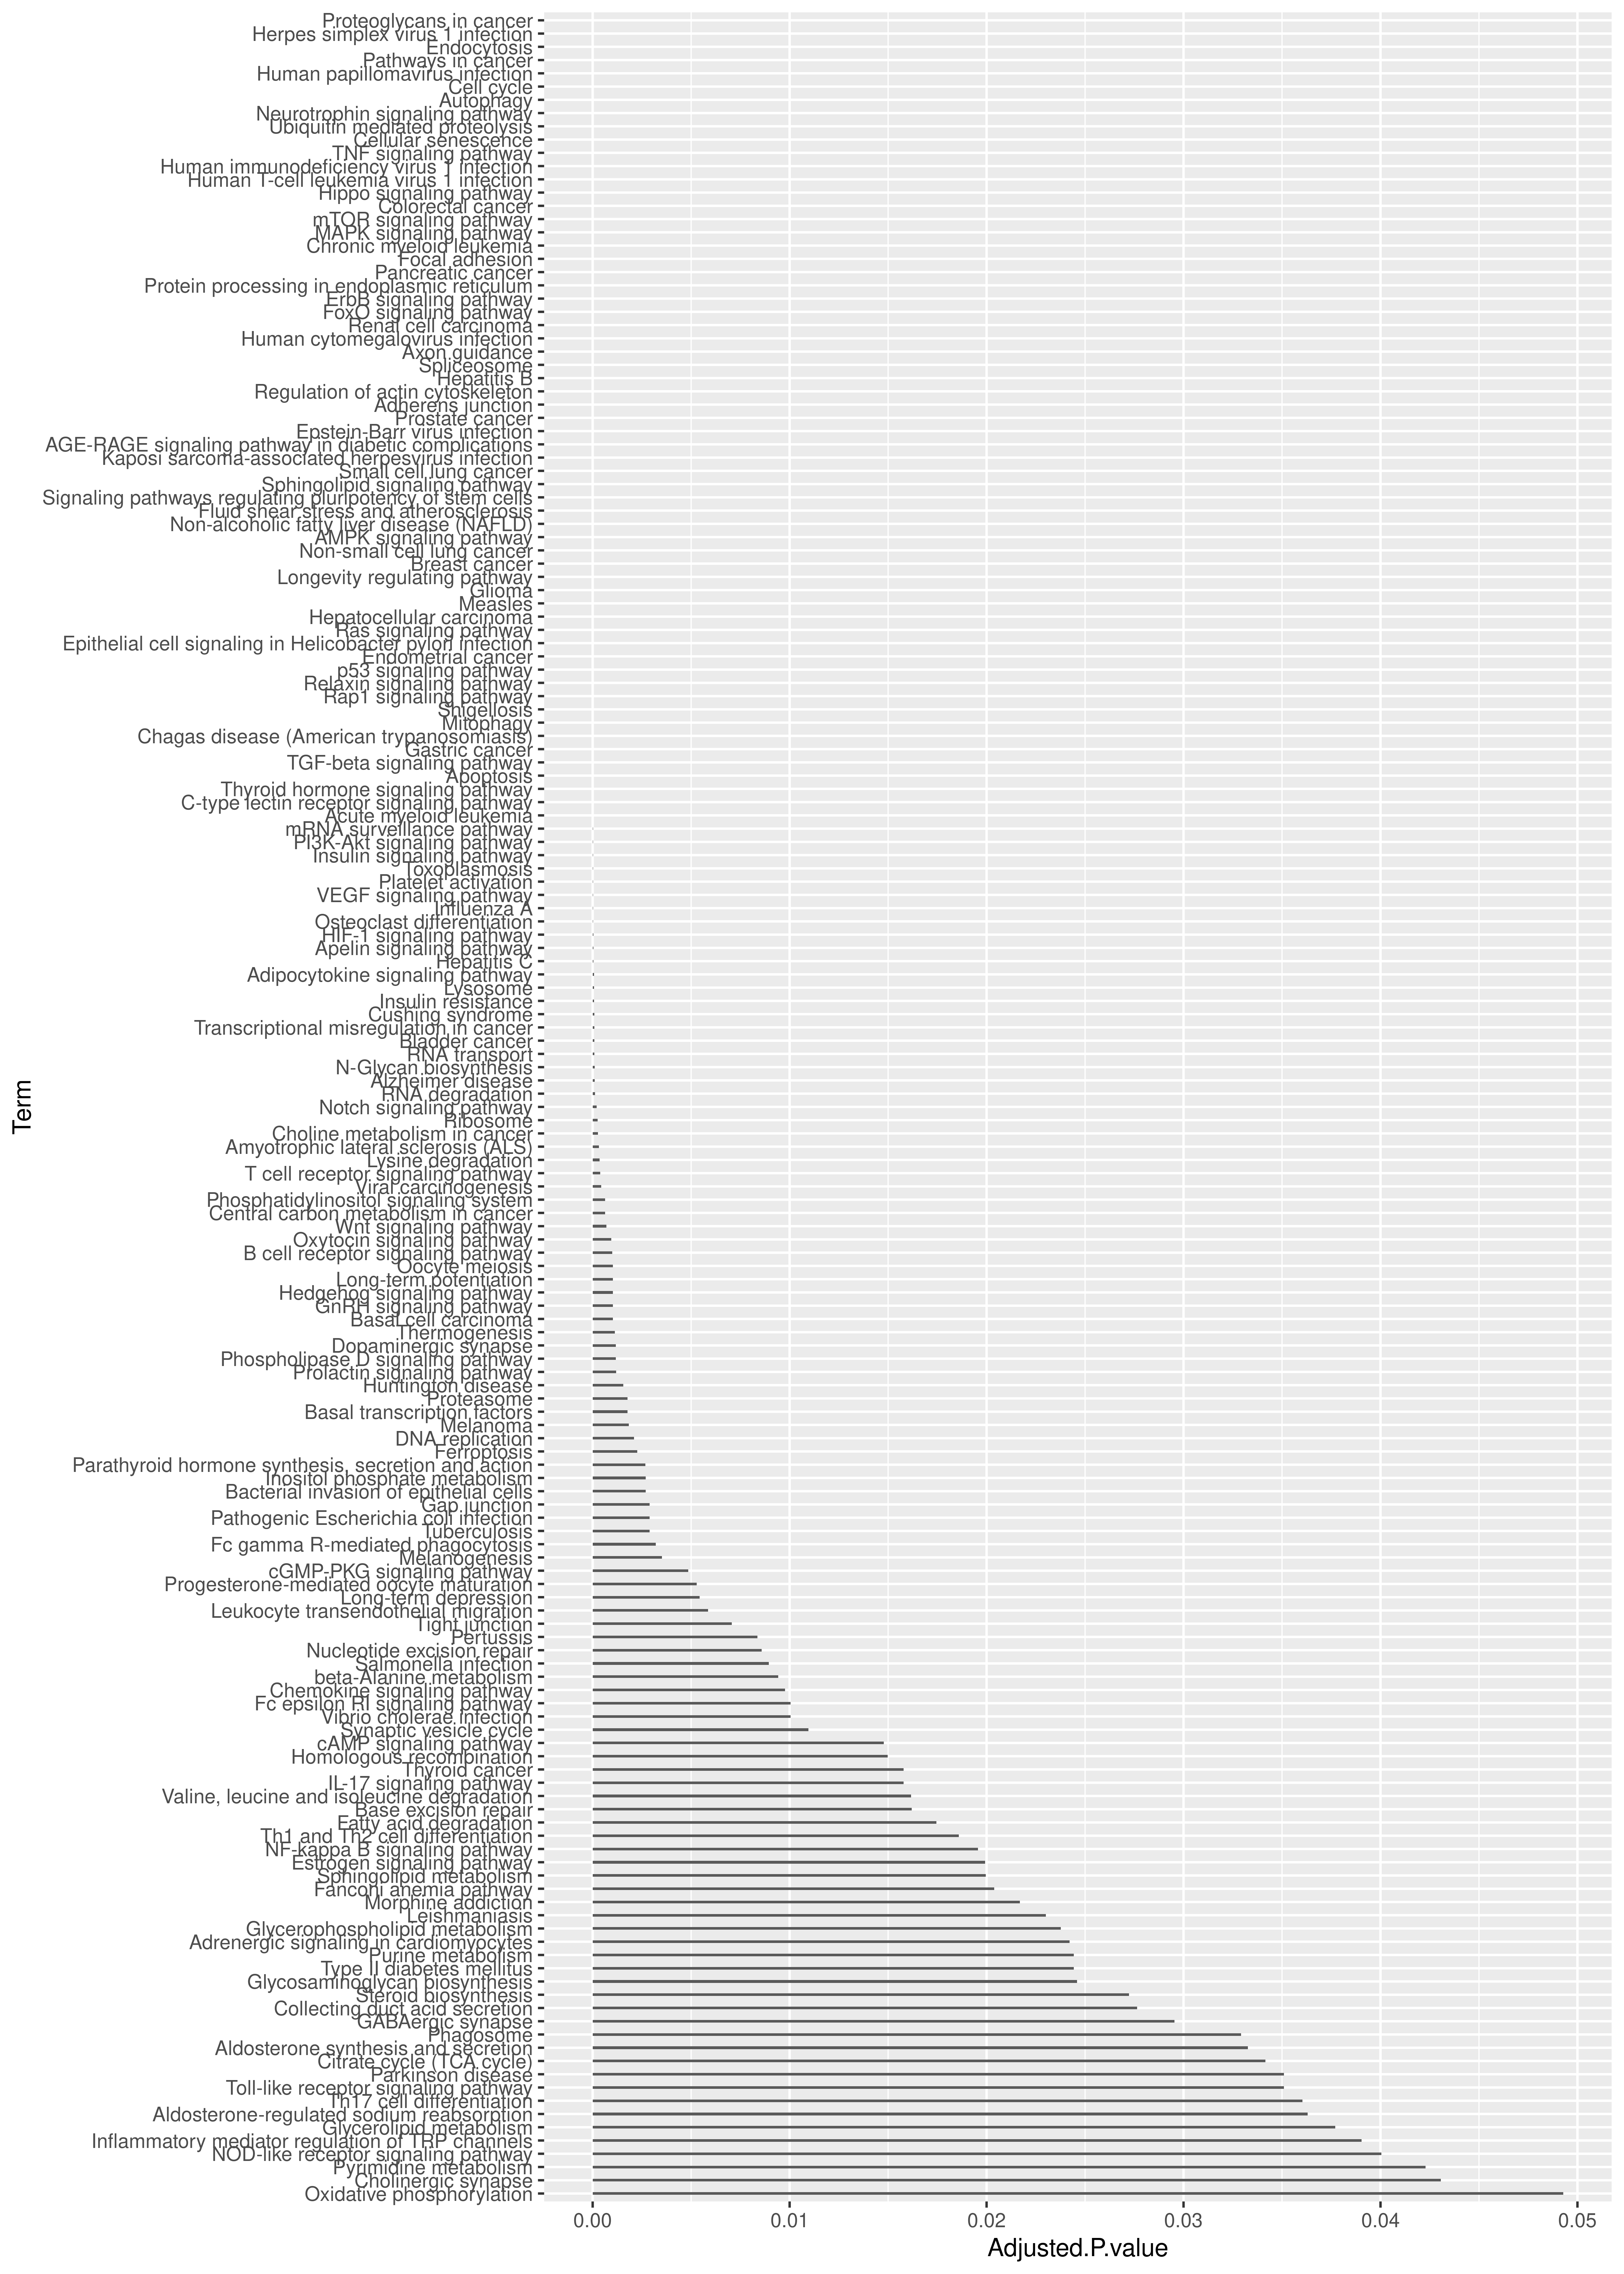 Proteoglycans in cancer
Herpes simplex virus 1 infection
Endocytosis
Pathways in cancer
Human papillomavirus infection
Cell cycle
Autophagy
Neurotrophin signaling pathway
Ubiquitin mediated proteolysis
Cellular senescence
TNF signaling pathway
Human immunodeficiency virus 1 infection
Human T-cell leukemia virus 1 infection
Hippo signaling pathway
Colorectal cancer
mTOR signaling pathway
MAPK signaling pathway
Chronic myeloid leukemia
Focal adhesion
Pancreatic cancer
Protein processing in endoplasmic reticulum
ErbB signaling pathway
FoxO signaling pathway
Renal cell carcinoma
Human cytomegalovirus infection
Axon guidance
Spliceosome
Hepatitis B
Regulation of actin cytoskeleton
Adherens junction
Prostate cancer
Epstein-Barr virus infection
AGE-RAGE signaling pathway in diabetic complications
Kaposi sarcoma-associated herpesvirus infection
Small cell lung cancer
Sphingolipid signaling pathway
Signaling pathways regulating pluripotency of stem cells
Fluid shear stress and atherosclerosis
Non-alcoholic fatty liver disease (NAFLD)
AMPK signaling pathway
Non-small cell lung cancer
Breast cancer
Longevity regulating pathway
Glioma
Measles
Hepatocellular carcinoma
Ras signaling pathway
Epithelial cell signaling in Helicobacter pylori infection
Endometrial cancer
p53 signaling pathway
Relaxin signaling pathway
Rap1 signaling pathway
Shigellosis
Mitophagy
Chagas disease (American trypanosomiasis)
Gastric cancer
TGF-beta signaling pathway
Apoptosis
Thyroid hormone signaling pathway
C-type lectin receptor signaling pathway
Acute myeloid leukemia
mRNA surveillance pathway
PI3K-Akt signaling pathway
Insulin signaling pathway
Toxoplasmosis
Platelet activation
VEGF signaling pathway
Influenza A
Osteoclast differentiation
HIF-1 signaling pathway
Apelin signaling pathway
Hepatitis C
Adipocytokine signaling pathway
Lysosome
Insulin resistance
Cushing syndrome
Transcriptional misregulation in cancer
Bladder cancer
RNA transport
N-Glycan biosynthesis
Alzheimer disease
RNA degradation
Notch signaling pathway
Ribosome
Choline metabolism in cancer
Amyotrophic lateral sclerosis (ALS)
Lysine degradation
T cell receptor signaling pathway
Viral carcinogenesis
Phosphatidylinositol signaling system
Central carbon metabolism in cancer
Wnt signaling pathway
Oxytocin signaling pathway
B cell receptor signaling pathway
Oocyte meiosis
Long-term potentiation
Hedgehog signaling pathway
GnRH signaling pathway
Basal cell carcinoma
Thermogenesis
Dopaminergic synapse
Phospholipase D signaling pathway
Prolactin signaling pathway
Huntington disease
Proteasome
Basal transcription factors
Melanoma
DNA replication
Ferroptosis
Parathyroid hormone synthesis, secretion and action
Inositol phosphate metabolism
Bacterial invasion of epithelial cells
Gap junction
Pathogenic Escherichia coli infection
Tuberculosis
Fc gamma R-mediated phagocytosis
Melanogenesis
cGMP-PKG signaling pathway
Progesterone-mediated oocyte maturation
Long-term depression
Leukocyte transendothelial migration
Tight junction
Pertussis
Nucleotide excision repair
Salmonella infection
beta-Alanine metabolism
Chemokine signaling pathway
Fc epsilon RI signaling pathway
Vibrio cholerae infection
Synaptic vesicle cycle
cAMP signaling pathway
Homologous recombination
Thyroid cancer
IL-17 signaling pathway
Valine, leucine and isoleucine degradation
Base excision repair
Fatty acid degradation
Th1 and Th2 cell differentiation
NF-kappa B signaling pathway
Estrogen signaling pathway
Sphingolipid metabolism
Fanconi anemia pathway
Morphine addiction
Leishmaniasis
Glycerophospholipid metabolism
Adrenergic signaling in cardiomyocytes
Purine metabolism
Type II diabetes mellitus
Glycosaminoglycan biosynthesis
Steroid biosynthesis
Collecting duct acid secretion
GABAergic synapse
Phagosome
Aldosterone synthesis and secretion
Citrate cycle (TCA cycle)
Parkinson disease
Toll-like receptor signaling pathway
Th17 cell differentiation
Aldosterone-regulated sodium reabsorption
Glycerolipid metabolism
Inflammatory mediator regulation of TRP channels
NOD-like receptor signaling pathway
Pyrimidine metabolism
Cholinergic synapse
Oxidative phosphorylation
Term
0.00 0.01 0.02 0.03 0.04 0.05
Adjusted.P.value